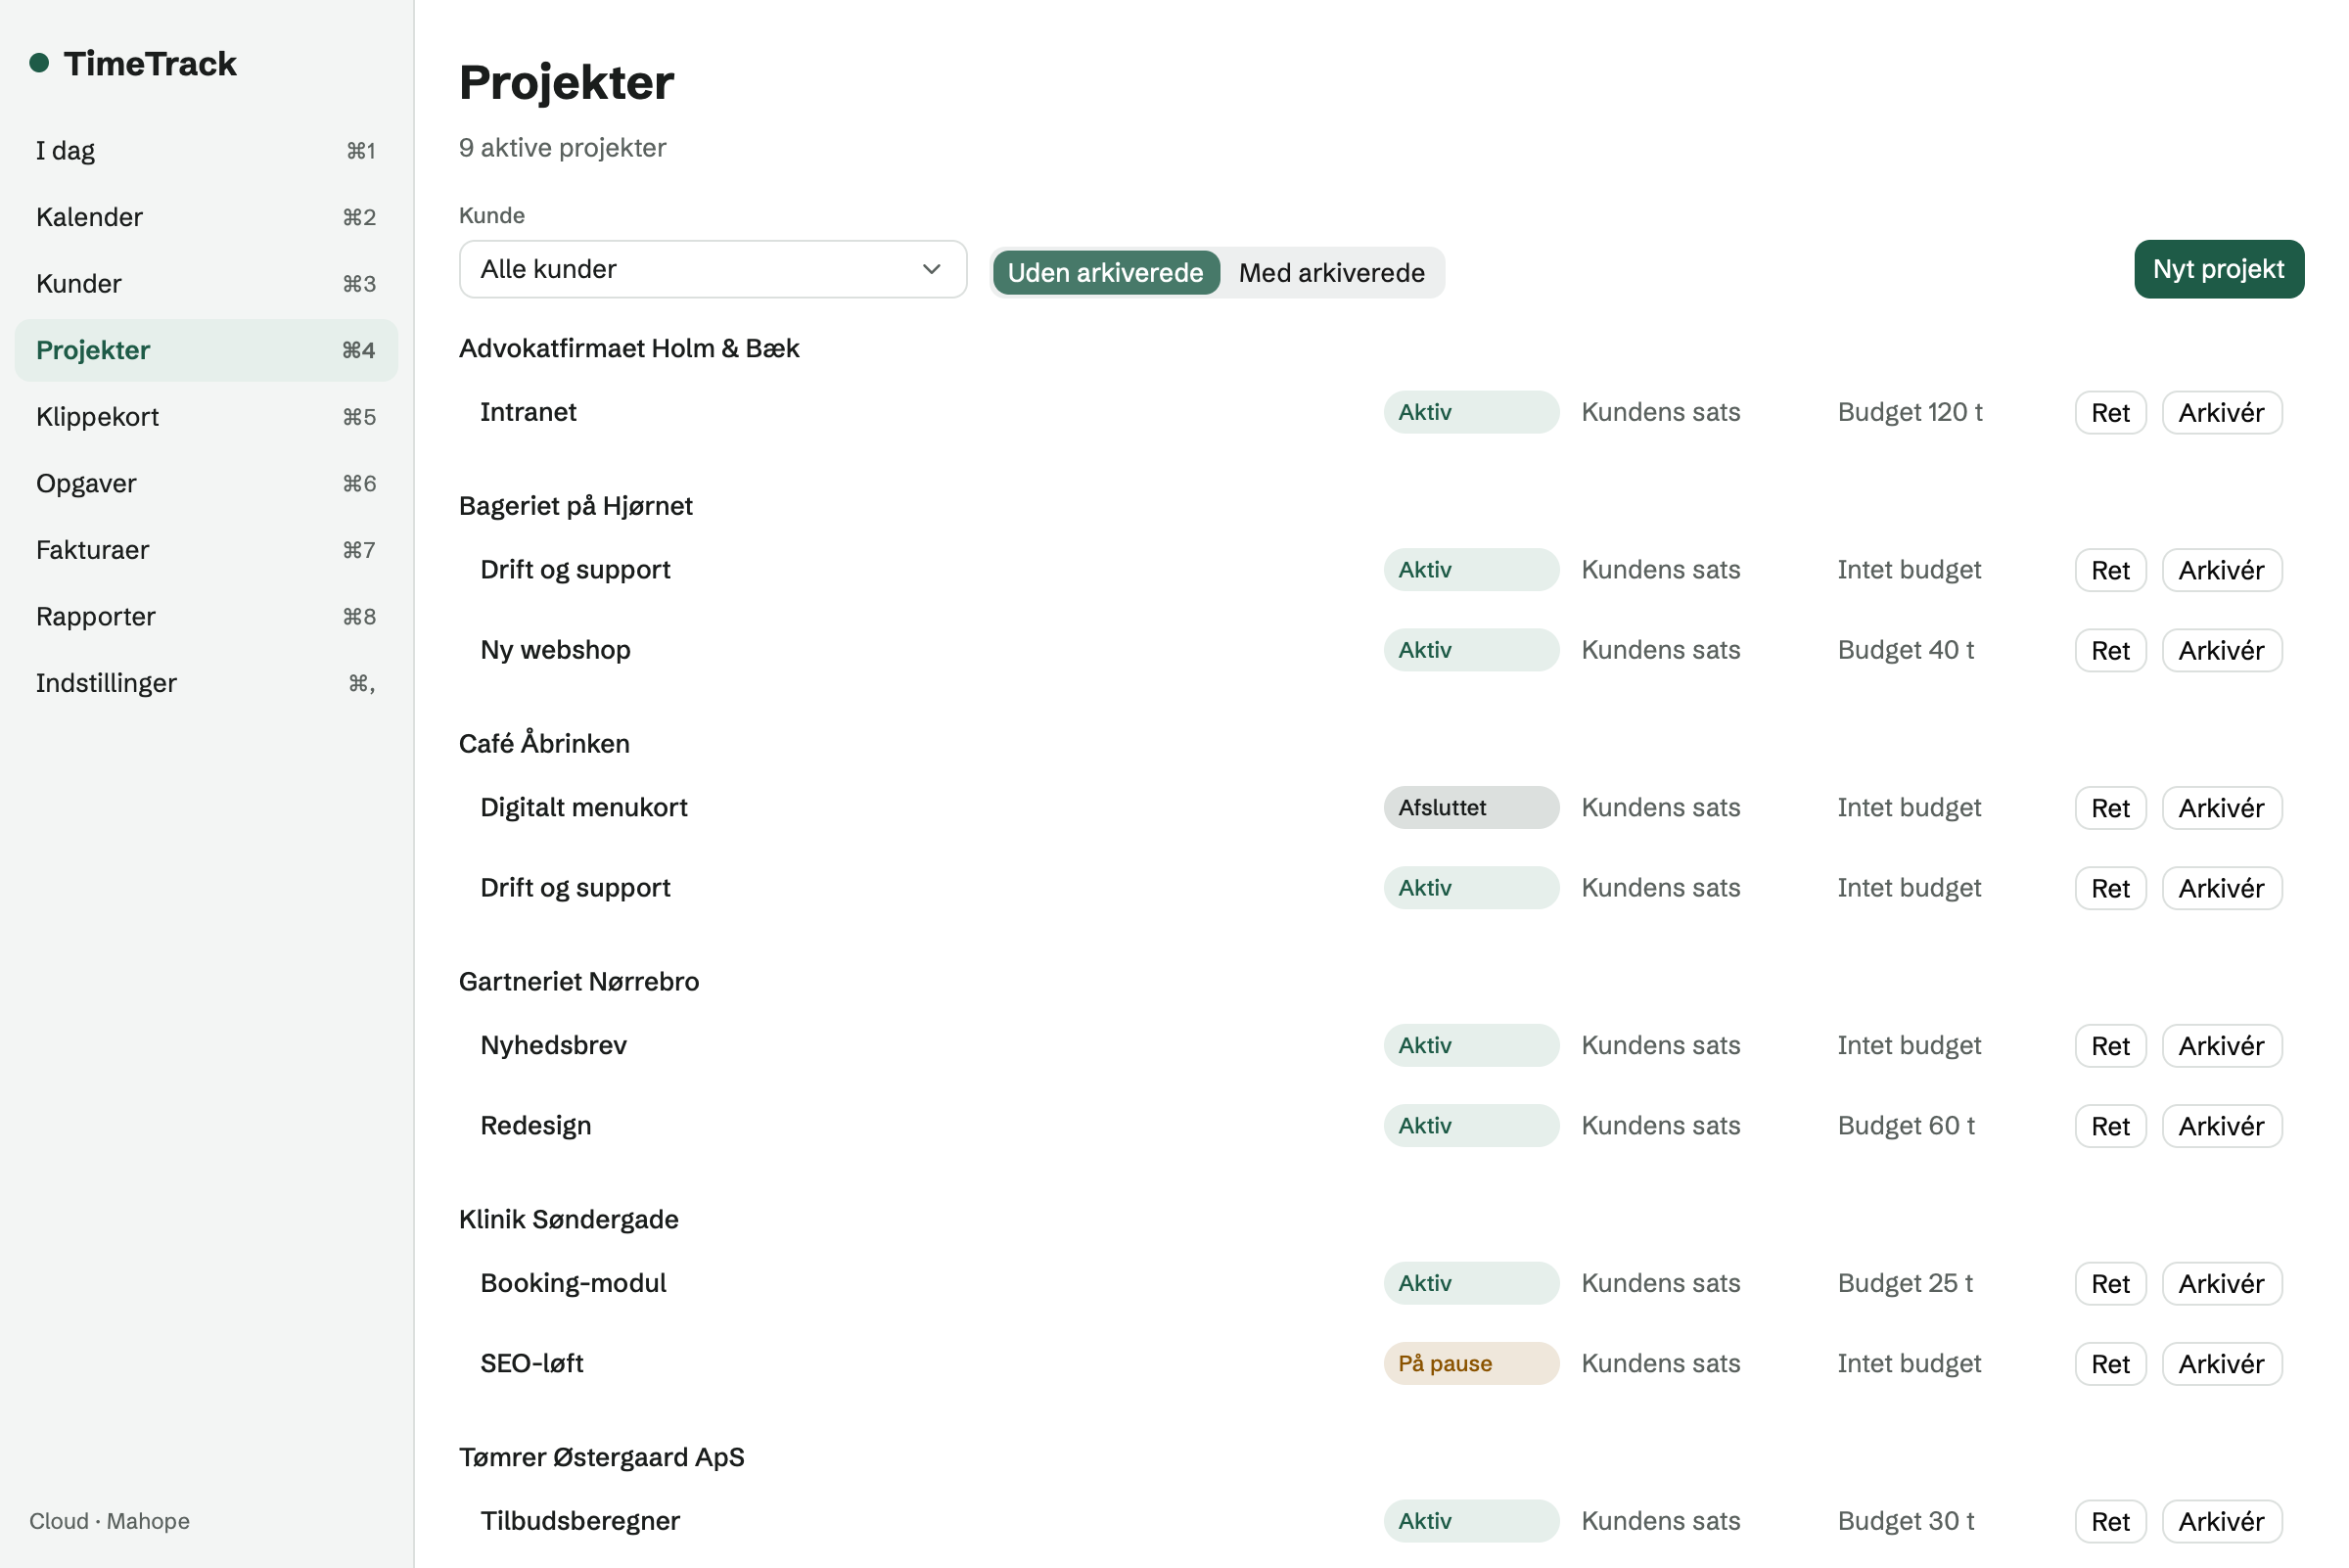 TimeTrack
I dag ⌘1
Kalender ⌘2
Kunder ⌘3
Projekter ⌘4
Klippekort ⌘5
Opgaver ⌘6
Fakturaer ⌘7
Rapporter ⌘8
Indstillinger ⌘,
Cloud · Mahope
Projekter
9 aktive projekter
Kunde
Alle kunder
Uden arkiverede Med arkiverede
Nyt projekt
Advokatfirmaet Holm & Bæk
Intranet Aktiv Kundens sats Budget 120 t Ret Arkivér
Bageriet på Hjørnet
Drift og support Aktiv Kundens sats Intet budget Ret Arkivér
Ny webshop Aktiv Kundens sats Budget 40 t Ret Arkivér
Café Åbrinken
Digitalt menukort Afsluttet Kundens sats Intet budget Ret Arkivér
Drift og support Aktiv Kundens sats Intet budget Ret Arkivér
Gartneriet Nørrebro
Nyhedsbrev Aktiv Kundens sats Intet budget Ret Arkivér
Redesign Aktiv Kundens sats Budget 60 t Ret Arkivér
Klinik Søndergade
Booking-modul Aktiv Kundens sats Budget 25 t Ret Arkivér
SEO-løft På pause Kundens sats Intet budget Ret Arkivér
Tømrer Østergaard ApS
Tilbudsberegner Aktiv Kundens sats Budget 30 t Ret Arkivér